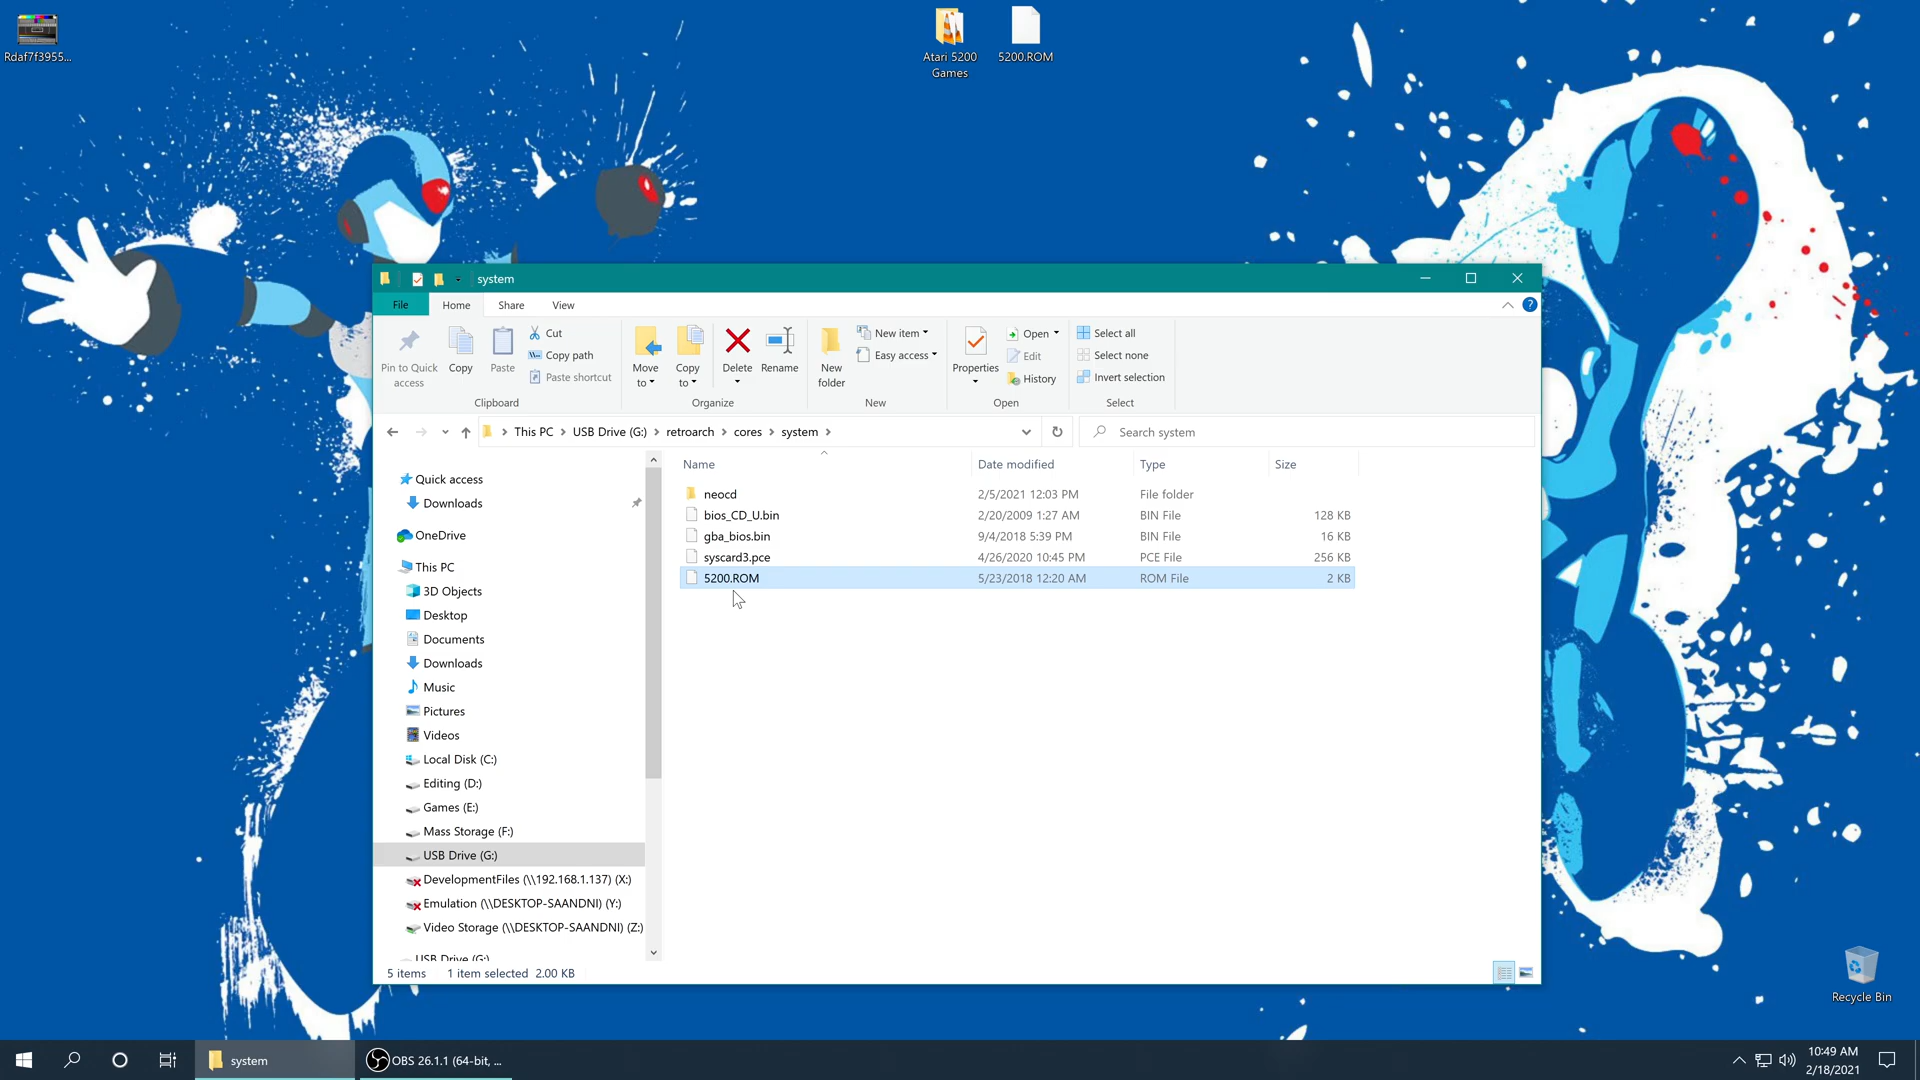 Rdaf7f3955...
Atari 5200
Games
5200.ROM
system
File
Home
Share
View
Pin to Quick
access
Copy
Paste
Cut
Copy path
Paste shortcut
Clipboard
Move
to
Copy
to
Delete
Rename
Organize
New
folder
New item
Easy access
New
Properties
Open
Edit
History
Open
Select all
Select none
Invert selection
Select
This PC
USB Drive (G:)
retroarch
cores
system
Search system
Quick access
Downloads
OneDrive
This PC
3D Objects
Desktop
Documents
Downloads
Music
Pictures
Videos
Local Disk (C:)
Editing (D:)
Games (E:)
Mass Storage (F:)
USB Drive (G:)
DevelopmentFiles (\\192.168.1.137) (X:)
Emulation (\\DESKTOP-SAANDNI) (Y:)
Video Storage (\\DESKTOP-SAANDNI) (Z:)
USB Drive (G:)
Name Date modified Type Size
neocd 2/5/2021 12:03 PM File folder
bios_CD_U.bin 2/20/2009 1:27 AM BIN File 128 KB
gba_bios.bin 9/4/2018 5:39 PM BIN File 16 KB
syscard3.pce 4/26/2020 10:45 PM PCE File 256 KB
5200.ROM 5/23/2018 12:20 AM ROM File 2 KB
5 items 1 item selected 2.00 KB
Recycle Bin
system
OBS 26.1.1 (64-bit, ...
10:49 AM
2/18/2021